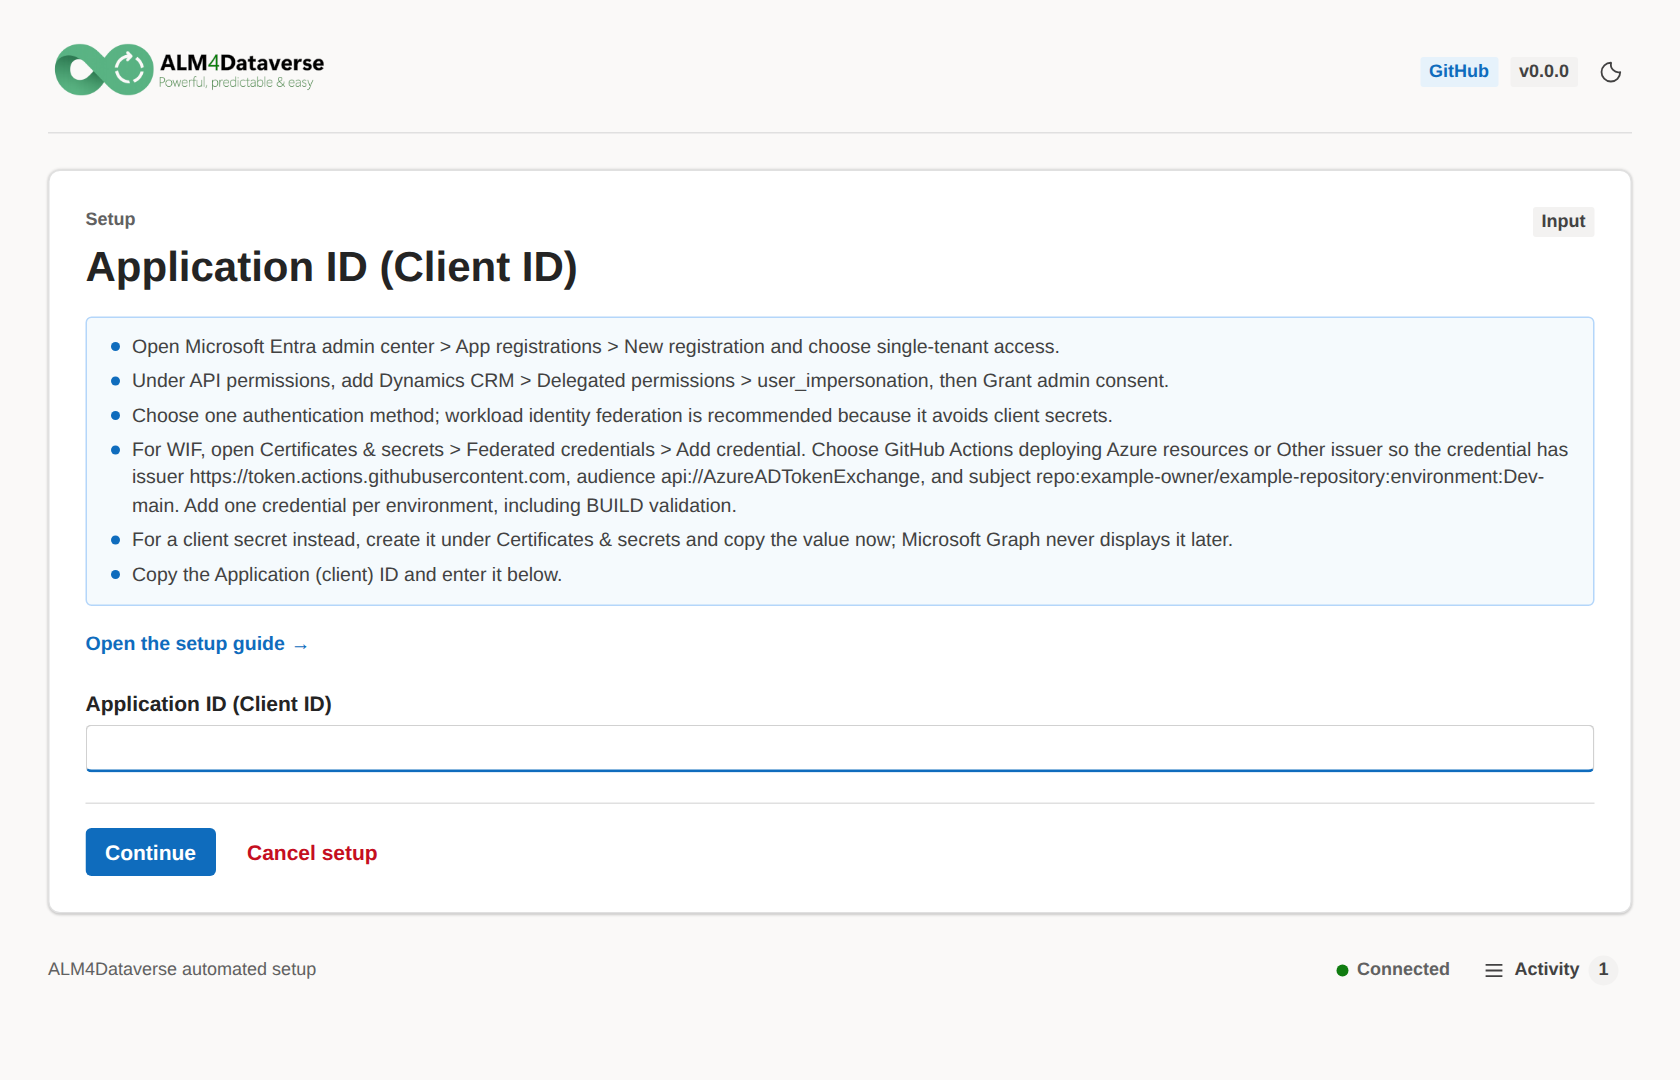 ALM4Dataverse
Powerful, predictable & easy
GitHub
v0.0.0
Setup
Input
Application ID (Client ID)
Open Microsoft Entra admin center > App registrations > New registration and choose single-tenant access.
Under API permissions, add Dynamics CRM > Delegated permissions > user_impersonation, then Grant admin consent.
Choose one authentication method; workload identity federation is recommended because it avoids client secrets.
For WIF, open Certificates & secrets > Federated credentials > Add credential. Choose GitHub Actions deploying Azure resources or Other issuer so the credential has
issuer https://token.actions.githubusercontent.com, audience api://AzureADTokenExchange, and subject repo:example-owner/example-repository:environment:Dev-
main. Add one credential per environment, including BUILD validation.
For a client secret instead, create it under Certificates & secrets and copy the value now; Microsoft Graph never displays it later.
Copy the Application (client) ID and enter it below.
Open the setup guide →
Application ID (Client ID)
Continue
Cancel setup
ALM4Dataverse automated setup
Connected
Activity
1